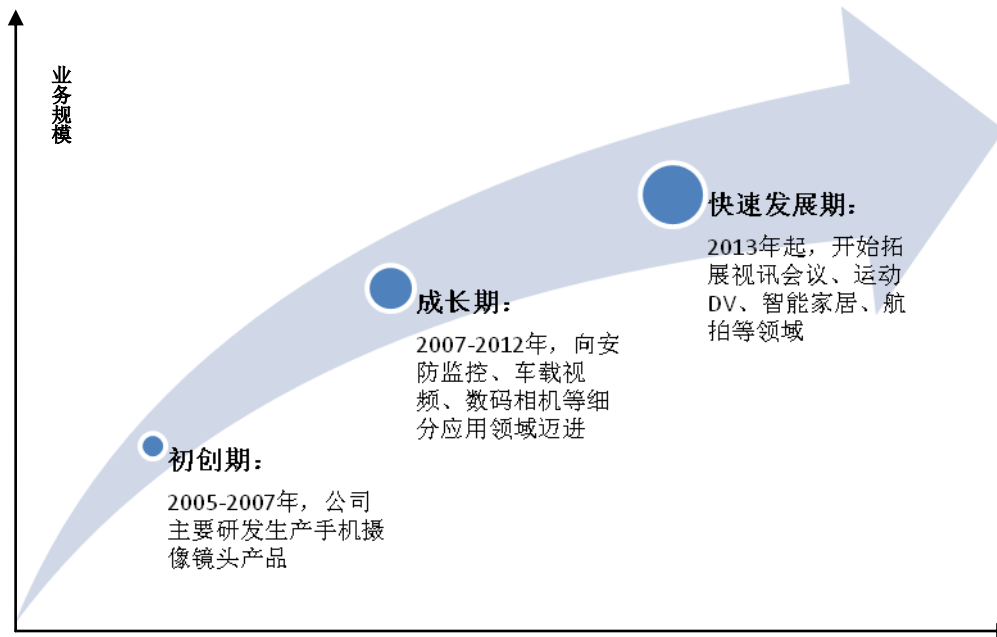 业务规模
快速发展期：
2013年起，开始拓
展视讯会议、运动
DV、智能家居、航
拍等领域
成长期：
2007-2012年，向安
防监控、车载视
频、数码相机等细
分应用领域迈进
初创期：
2005-2007年，公司
主要研发生产手机摄
像镜头产品